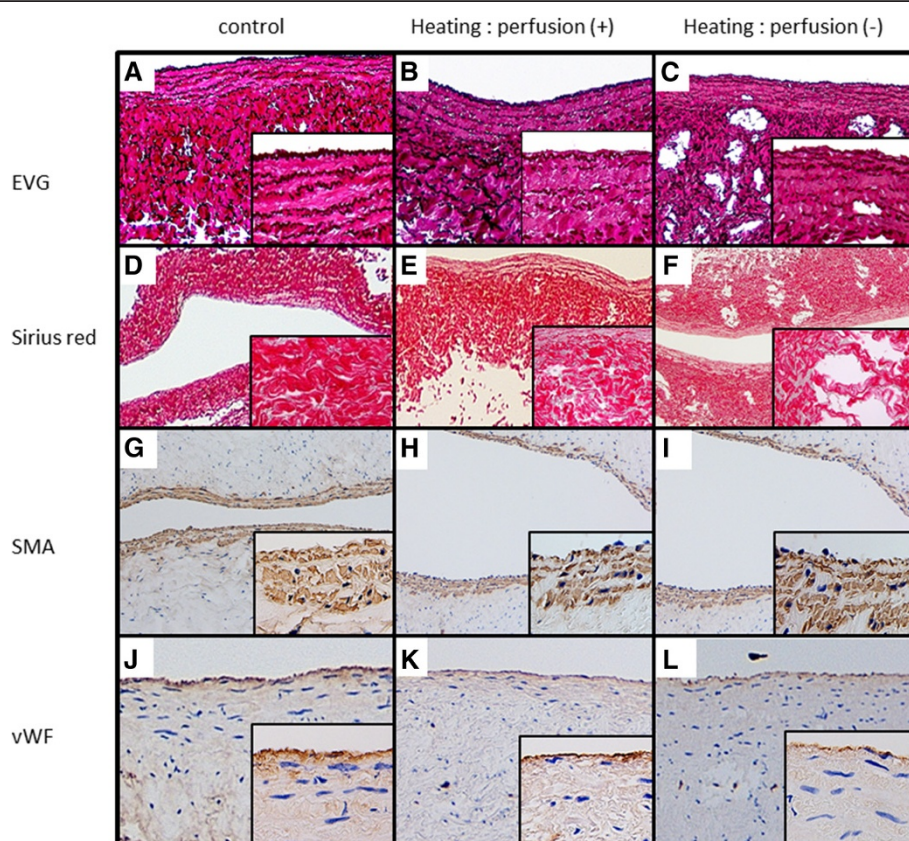 control Heating : perfusion (+) Heating : perfusion (-)
EVG A B C
Sirius red D E F
SMA G H I
vWF J K L